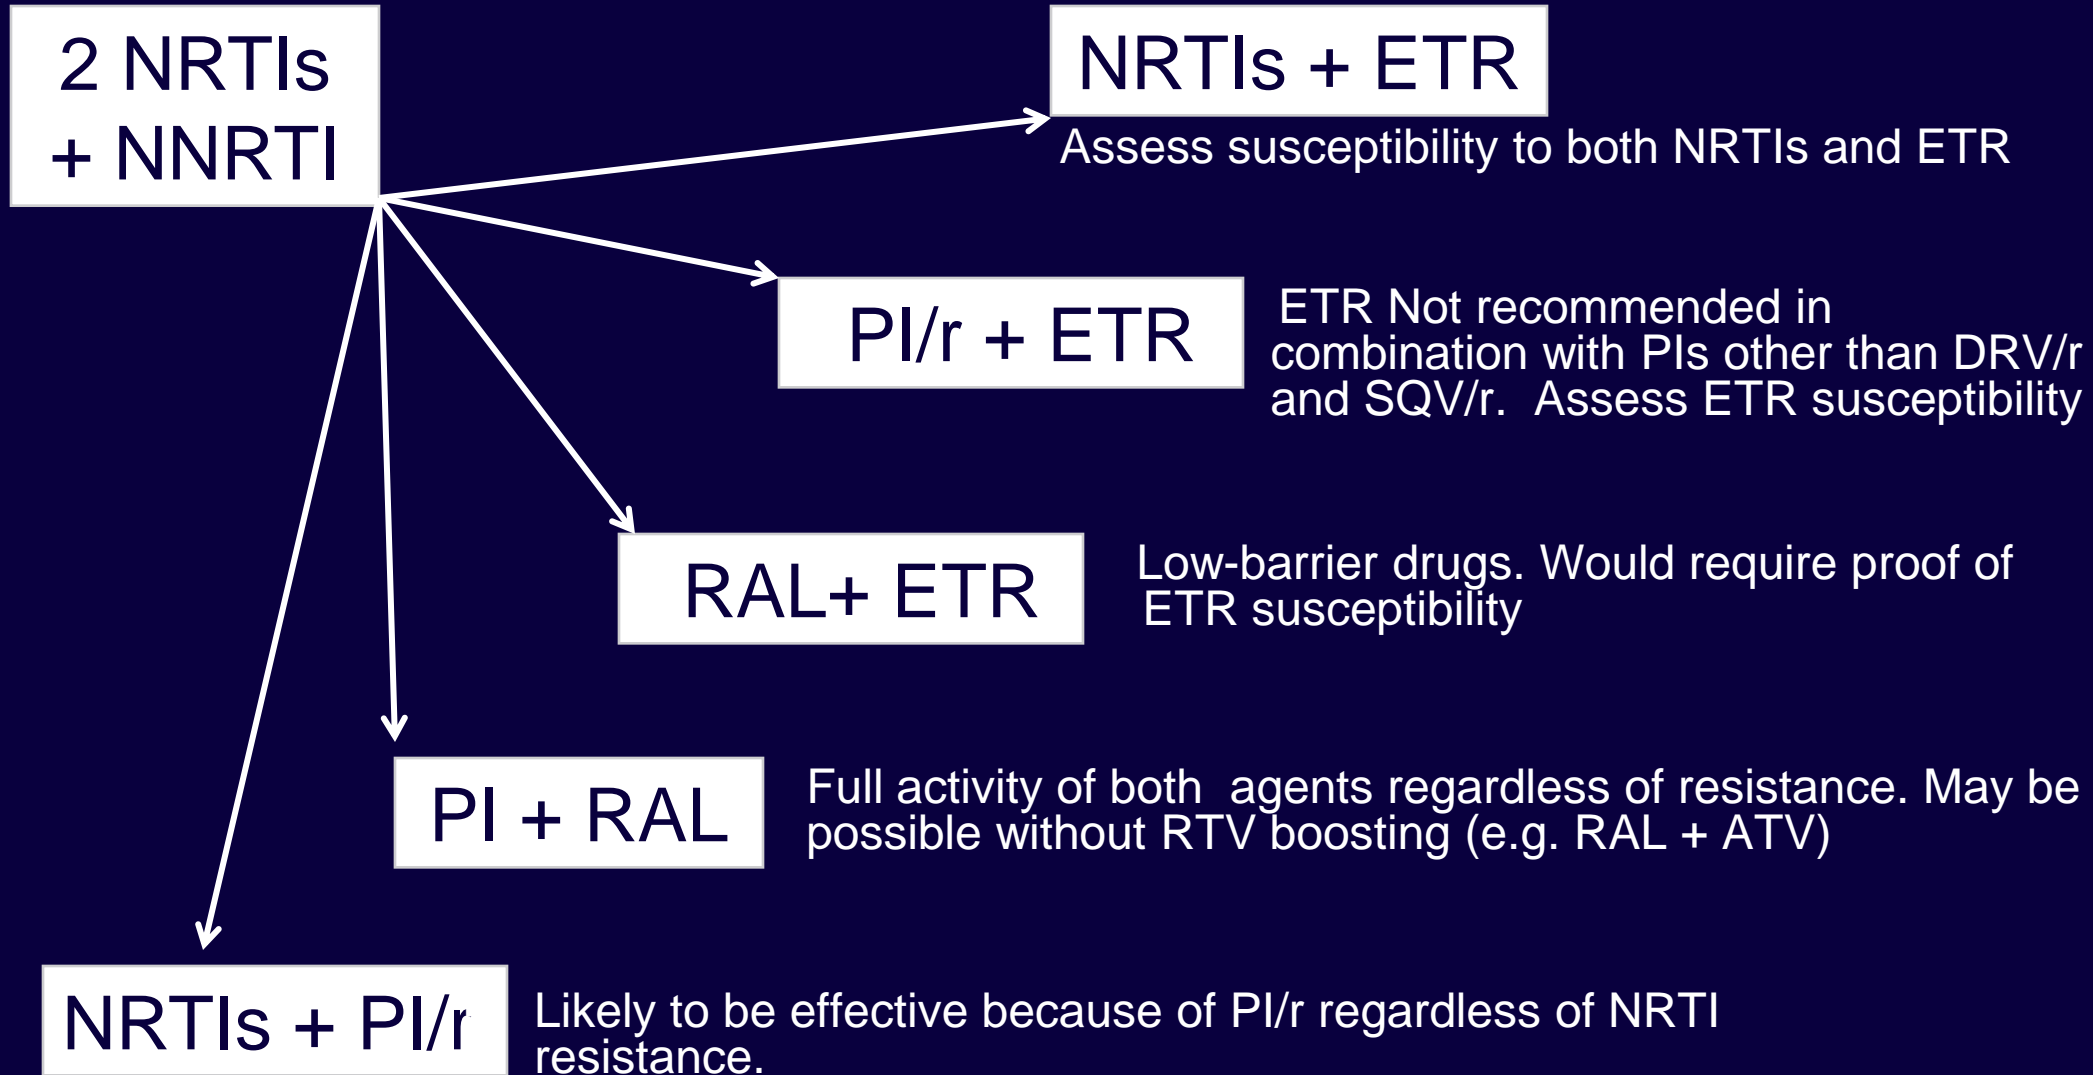 2 NRTIs
+ NNRTI
NRTIs + ETR
Assess susceptibility to both NRTIs and ETR
PI/r + ETR
ETR Not recommended in
combination with PIs other than DRV/r
and SQV/r. Assess ETR susceptibility
RAL+ ETR
Low-barrier drugs. Would require proof of
ETR susceptibility
PI + RAL
Full activity of both agents regardless of resistance. May be
possible without RTV boosting (e.g. RAL + ATV)
NRTIs + PI/r
Likely to be effective because of PI/r regardless of NRTI
resistance.